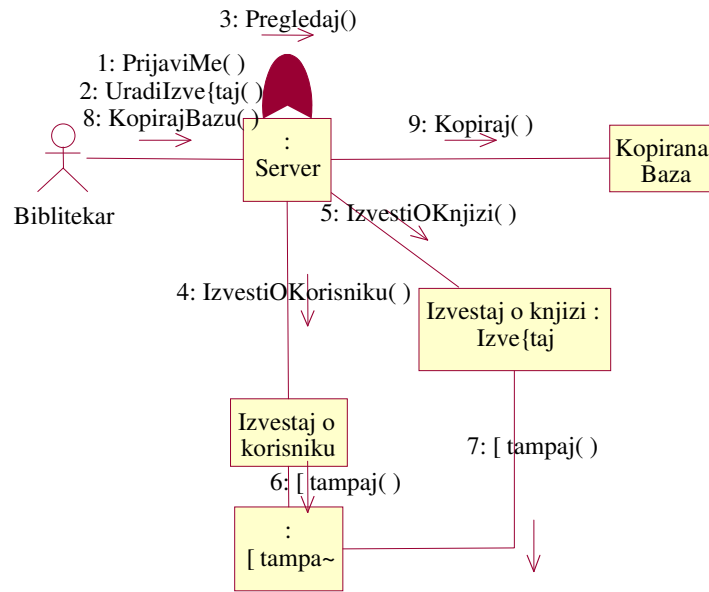 3: Pregledaj()
1: PrijaviMe( )
2: UradiIzve{taj( )
8: KopirajBazu( )
9: Kopiraj( )
:
Server
Kopirana
Baza
Biblitekar
5: IzvestiOKnjizi( )
4: IzvestiOKorisniku( )
Izvestaj o knjizi :
Izve{taj
Izvestaj o
korisniku
7: [ tampaj( )
6: [ tampaj( )
:
[ tampa~